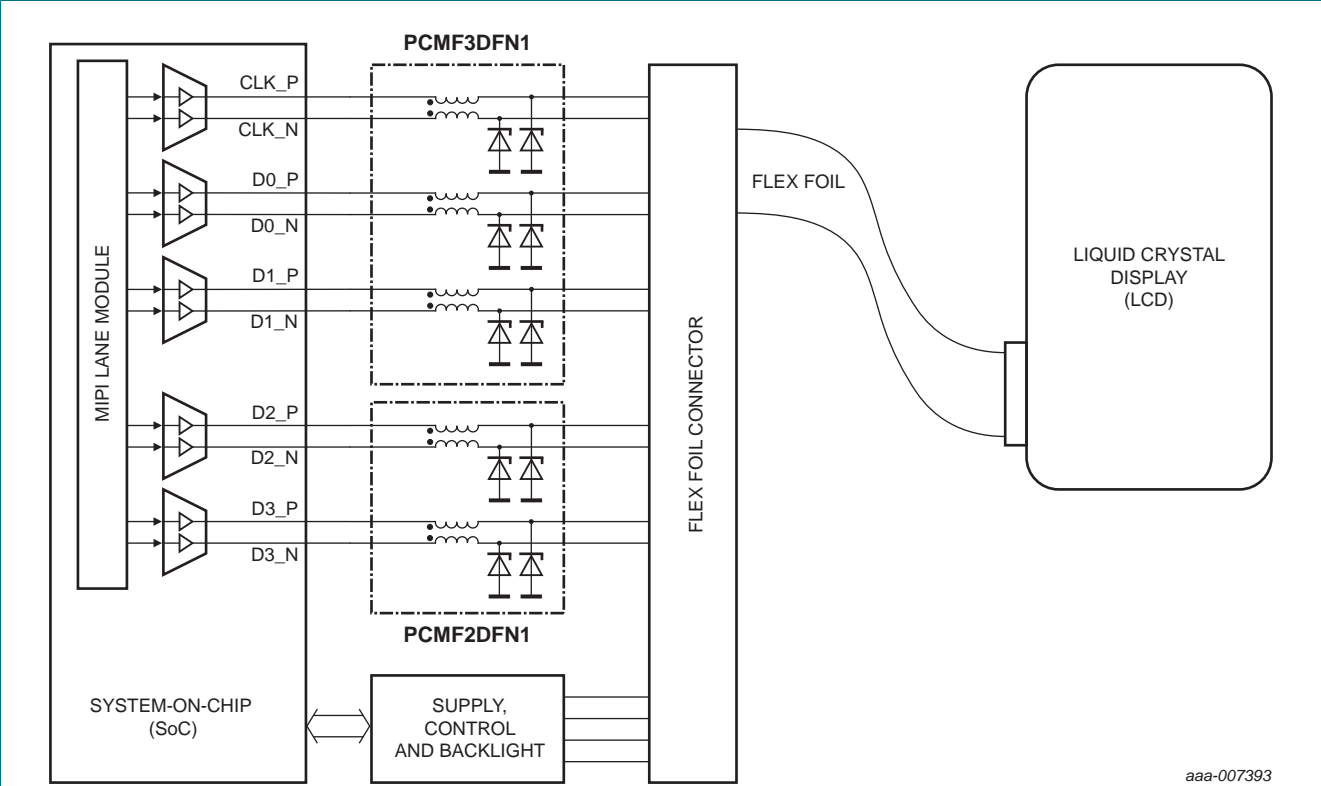 PCMF3DFN1
CLK_P
CLK_N
D0_P
D0_N
D1_P
D1_N
D2_P
D2_N
D3_P
D3_N
MIPI LANE MODULE
PCMF2DFN1
SYSTEM-ON-CHIP
(SoC)
SUPPLY,
CONTROL
AND BACKLIGHT
FLEX FOIL CONNECTOR
FLEX FOIL
LIQUID CRYSTAL
DISPLAY
(LCD)
aaa-007393